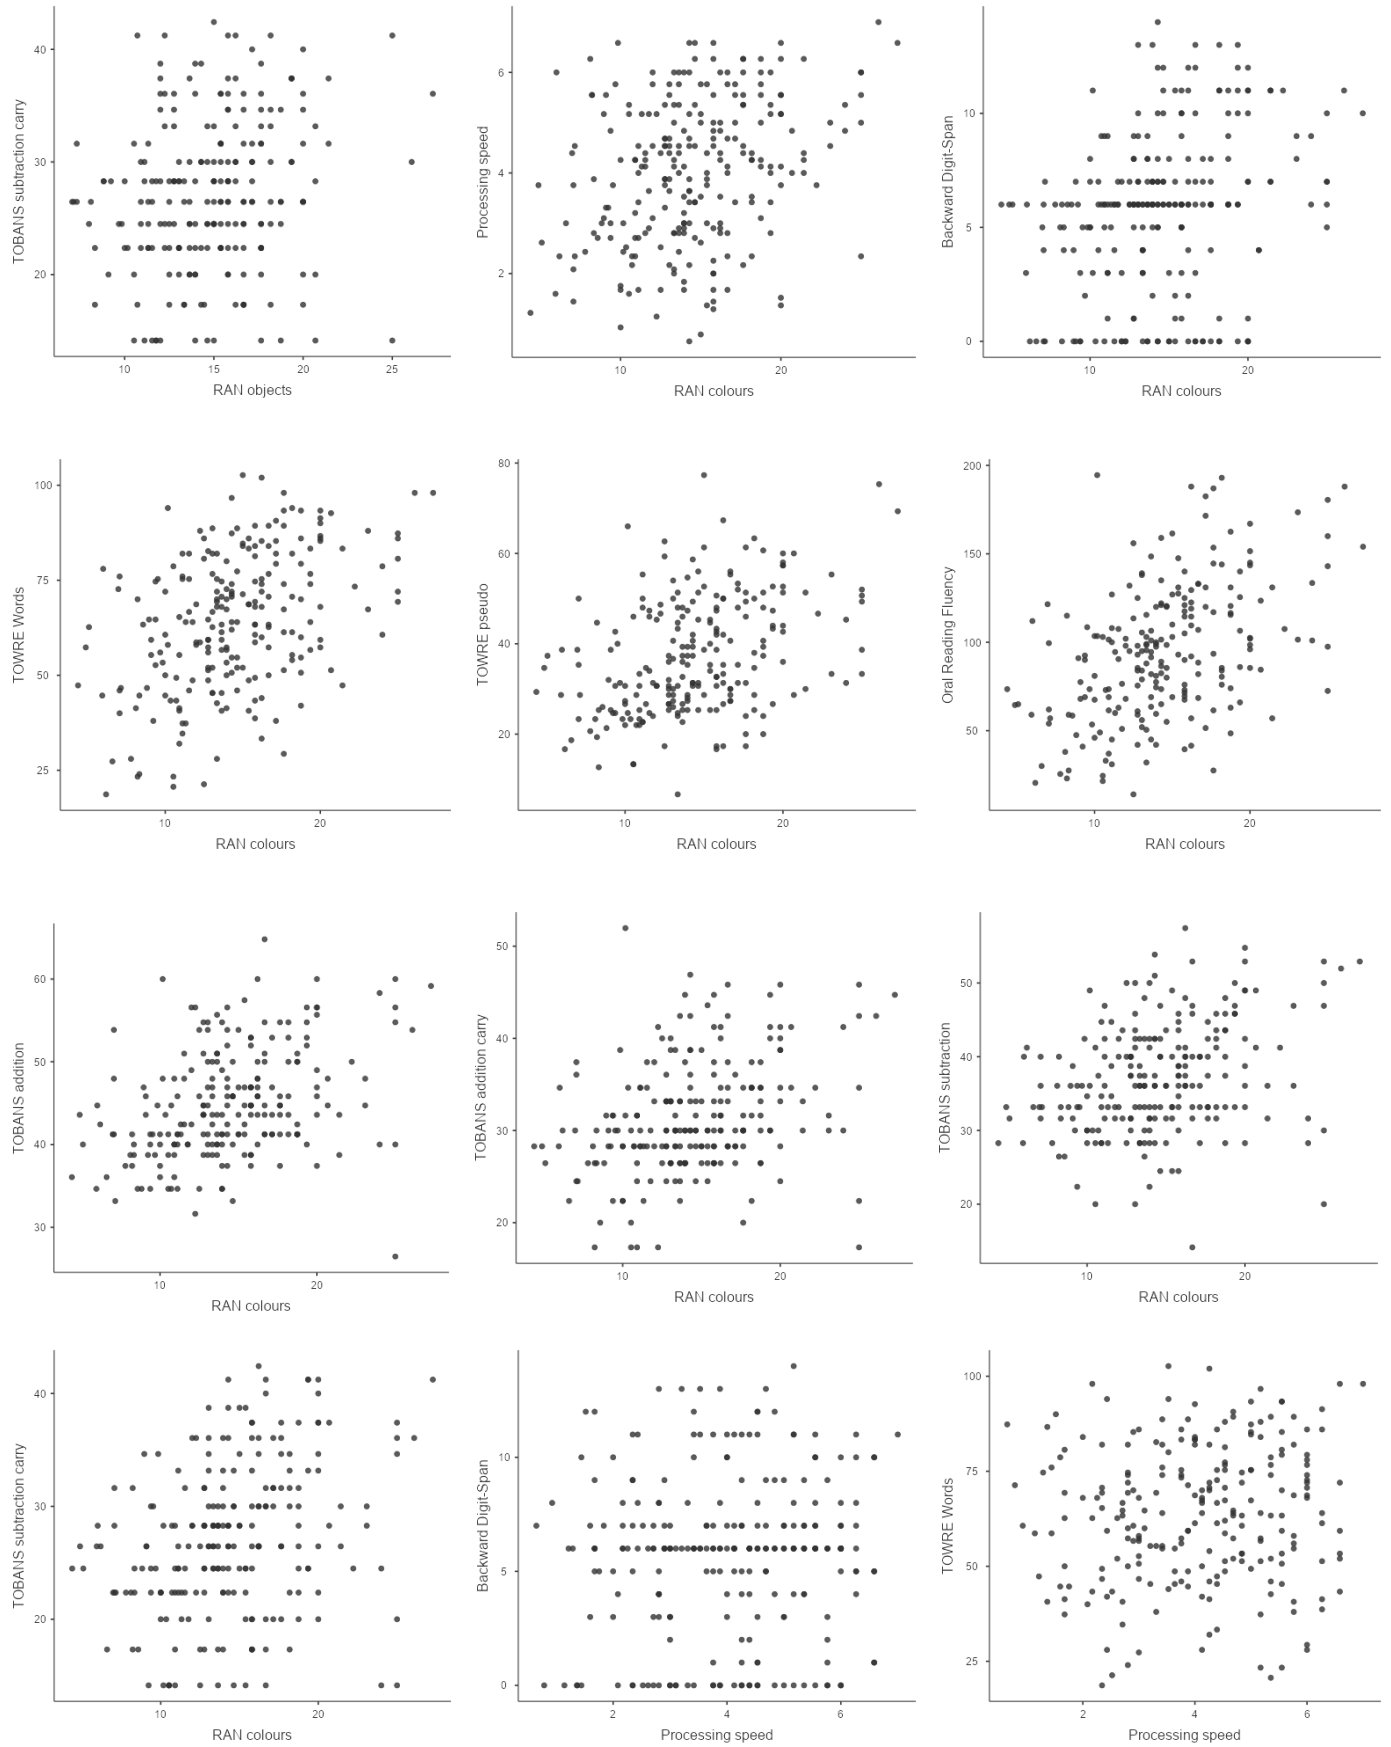 40
30
20
10 15 20 25
TOBANS subtraction carry
RAN objects
6
4
2
10 20
Processing speed
RAN colours
10
5
0
10 20
Backward Digit-Span
RAN colours
100
75
50
25
10 20
TOWRE Words
RAN colours
80
60
40
20
10 20
TOWRE pseudo
RAN colours
200
150
100
50
10 20
Oral Reading Fluency
RAN colours
60
50
40
30
10 20
TOBANS addition
RAN colours
50
40
30
20
10 20
TOBANS addition carry
RAN colours
50
40
30
20
10 20
TOBANS subtraction
RAN colours
40
30
20
10 20
TOBANS subtraction carry
RAN colours
10
5
0
2 4 6
Backward Digit-Span
Processing speed
100
75
50
25
2 4 6
TOWRE Words
Processing speed